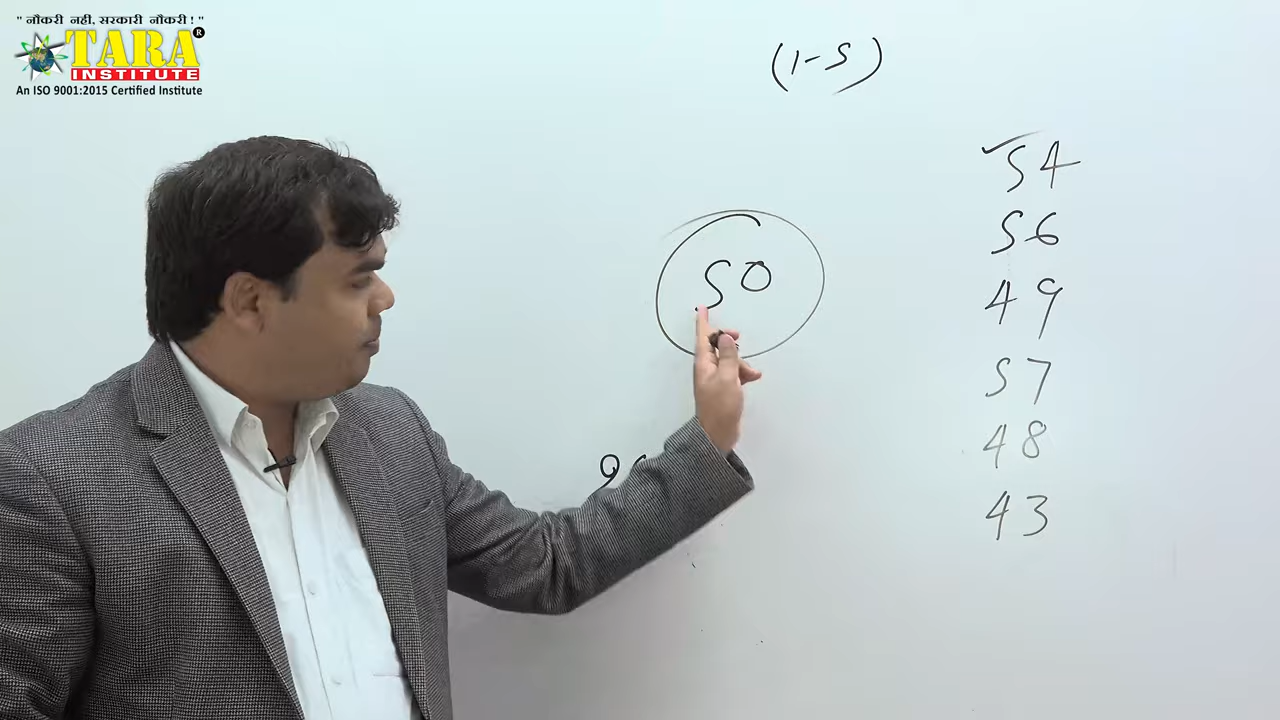 " नौकरी नहीं, सरकारी नौकरी ! "
TARA ®
INSTITUTE
An ISO 9001:2015 Certified Institute
(1-5)
54
56
50
49
57
48
43